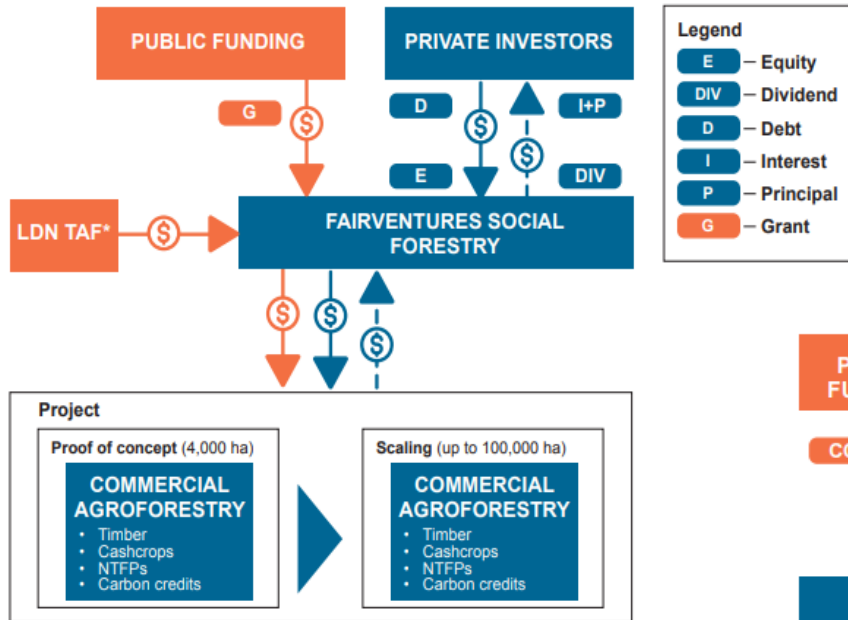 PUBLIC FUNDING
PRIVATE INVESTORS
G
$
D
$
I+P
$
E
DIV
LDN TAF*
$
FAIRVENTURES SOCIAL
FORESTRY
$
$
$
Project
Proof of concept (4,000 ha)
COMMERCIAL
AGROFORESTRY
• Timber
• Cashcrops
• NTFPs
• Carbon credits
Scaling (up to 100,000 ha)
COMMERCIAL
AGROFORESTRY
• Timber
• Cashcrops
• NTFPs
• Carbon credits
Legend
E – Equity
DIV – Dividend
D – Debt
I – Interest
P – Principal
G – Grant